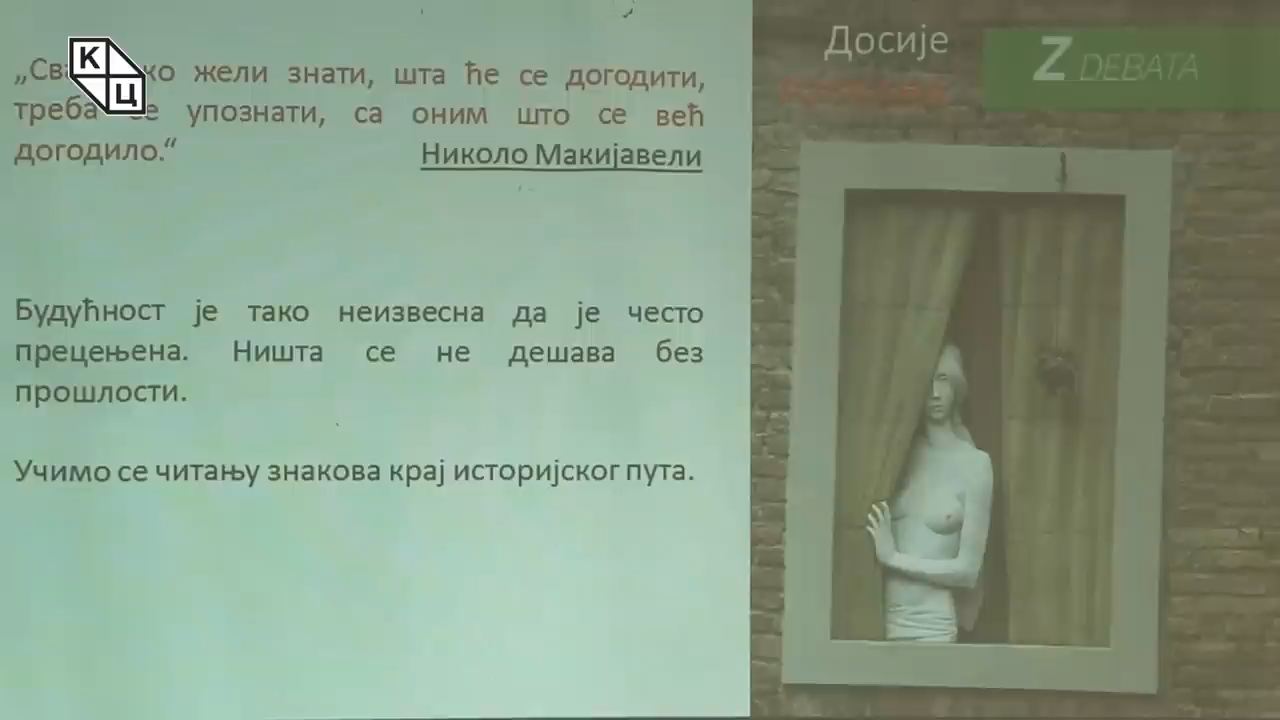 К
Ц
жели знати, шта ће се догодити,
треба се упознати, са оним што се већ
догодило.“
Николо Макијавели
Будућност је тако неизвесна да је често
прецењена. Ништа се не дешава без
прошлости.
Учимо се читању знакова крај историјског пута.
Досије
Z DEBATA